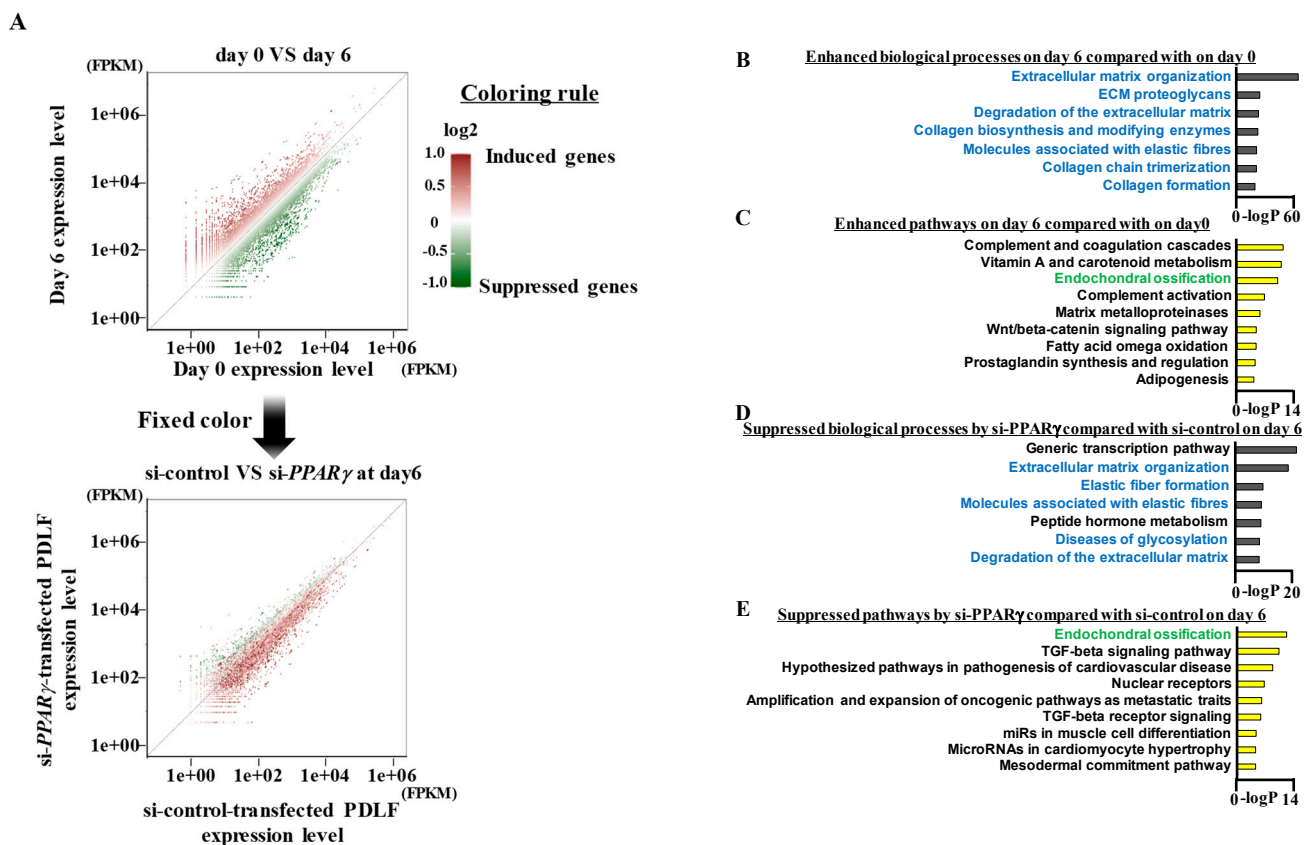 A
day 0 VS day 6
(FPKM)
Day 6 expression level
1e+06
1e+04
1e+02
1e+00
1e+00 1e+02 1e+04 1e+06
Day 0 expression level (FPKM)
Coloring rule
log2
1.0
0.5
0
-0.5
-1.0
Induced genes
Suppressed genes
Fixed color
si-control VS si-PPARγ at day6
(FPKM)
si-PPARγ-transfected PDLF
expression level
1e+06
1e+04
1e+02
1e+00
1e+00 1e+02 1e+04 1e+06
(FPKM)
si-control-transfected PDLF
expression level
B
Enhanced biological processes on day 6 compared with on day 0
Extracellular matrix organization
ECM proteoglycans
Degradation of the extracellular matrix
Collagen biosynthesis and modifying enzymes
Molecules associated with elastic fibres
Collagen chain trimerization
Collagen formation
0 -logP 60
C
Enhanced pathways on day 6 compared with on day0
Complement and coagulation cascades
Vitamin A and carotenoid metabolism
Endochondral ossification
Complement activation
Matrix metalloproteinases
Wnt/beta-catenin signaling pathway
Fatty acid omega oxidation
Prostaglandin synthesis and regulation
Adipogenesis
0 -logP 14
D
Suppressed biological processes by si-PPARγ compared with si-control on day 6
Generic transcription pathway
Extracellular matrix organization
Elastic fiber formation
Molecules associated with elastic fibres
Peptide hormone metabolism
Diseases of glycosylation
Degradation of the extracellular matrix
0 -logP 20
E
Suppressed pathways by si-PPARγ compared with si-control on day 6
Endochondral ossification
TGF-beta signaling pathway
Hypothesized pathways in pathogenesis of cardiovascular disease
Nuclear receptors
Amplification and expansion of oncogenic pathways as metastatic traits
TGF-beta receptor signaling
miRs in muscle cell differentiation
MicroRNAs in cardiomyocyte hypertrophy
Mesodermal commitment pathway
0 -logP 14